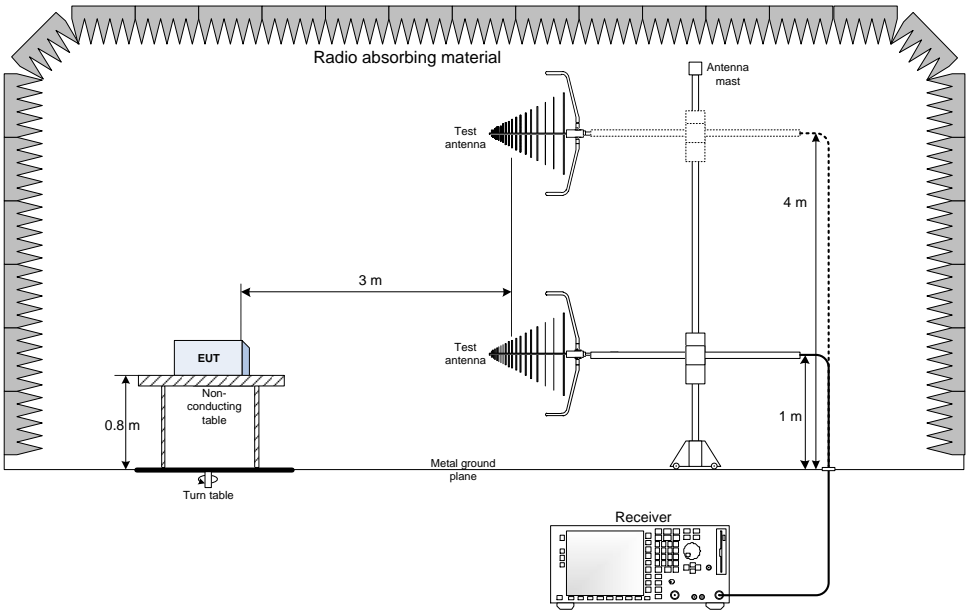 Radio absorbing material
Antenna
mast
Test
antenna
4 m
3 m
Test
antenna
EUT
Non-
conducting
table
0.8 m
1 m
Metal ground
plane
Turn table
Receiver